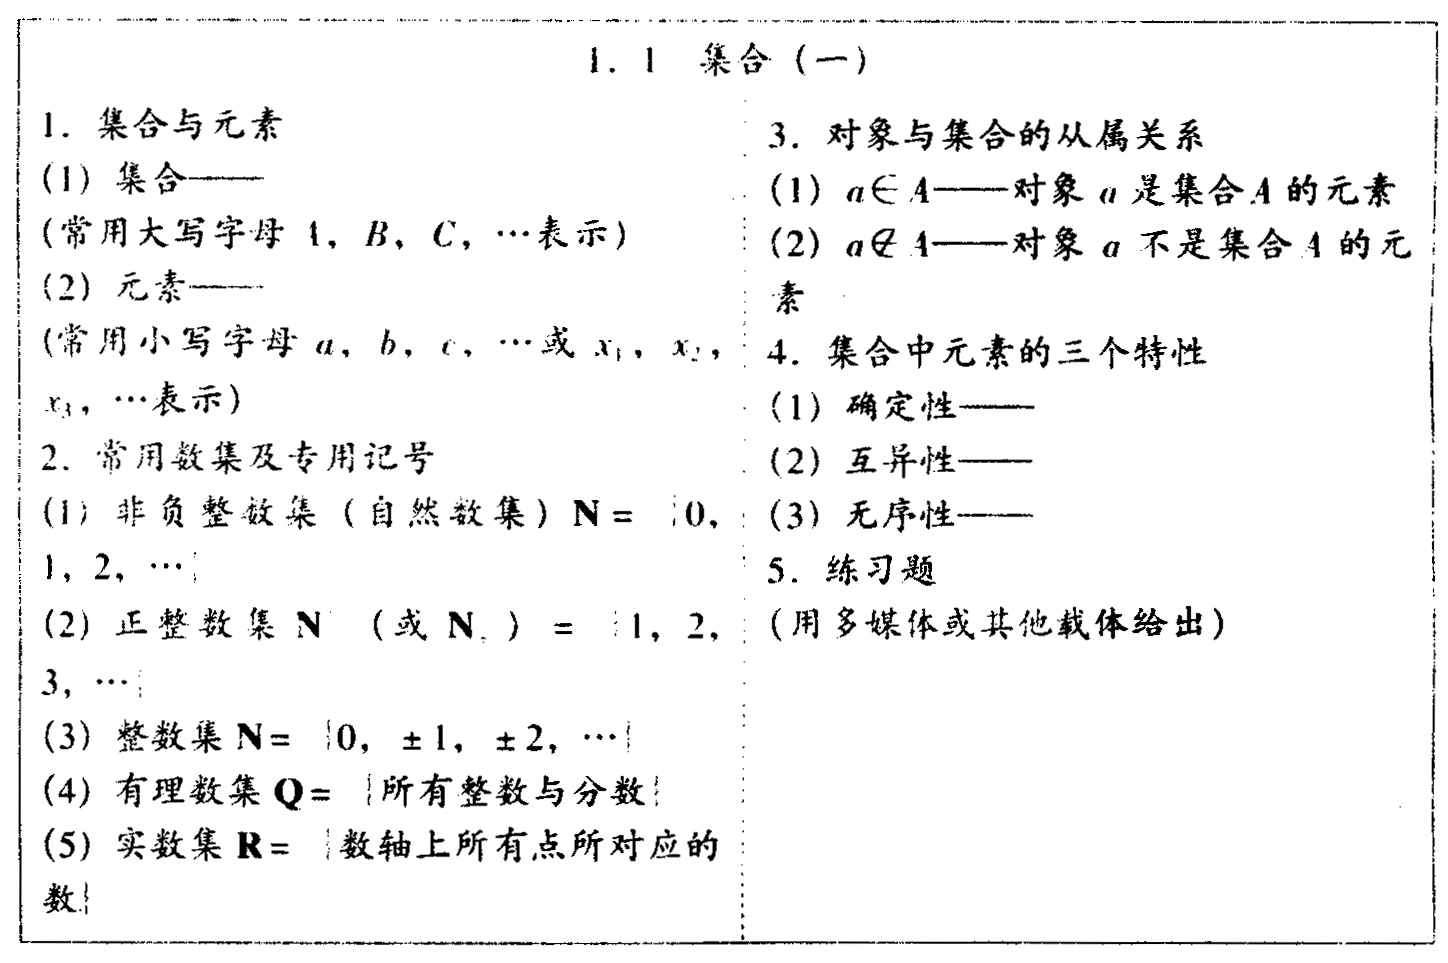 1. 1 集合 (一)
1. 集合与元素
(1) 集合——
(常用大写字母 A, B, C, …表示)
(2) 元素——
(常用小写字母 a, b, c, …或 x₁, x₂,
x₃, …表示)
2. 常用数集及专用记号
(1) 非负整数集 (自然数集) N = {0,
1, 2, …}
(2) 正整数集 N* (或 N₊) = {1, 2,
3, …}
(3) 整数集 N = {0, ±1, ±2, …}
(4) 有理数集 Q = {所有整数与分数}
(5) 实数集 R = {数轴上所有点所对应的
数}
3. 对象与集合的从属关系
(1) a∈A——对象 a 是集合 A 的元素
(2) a∉A——对象 a 不是集合 A 的元
素
4. 集合中元素的三个特性
(1) 确定性——
(2) 互异性——
(3) 无序性——
5. 练习题
(用多媒体或其他载体给出)